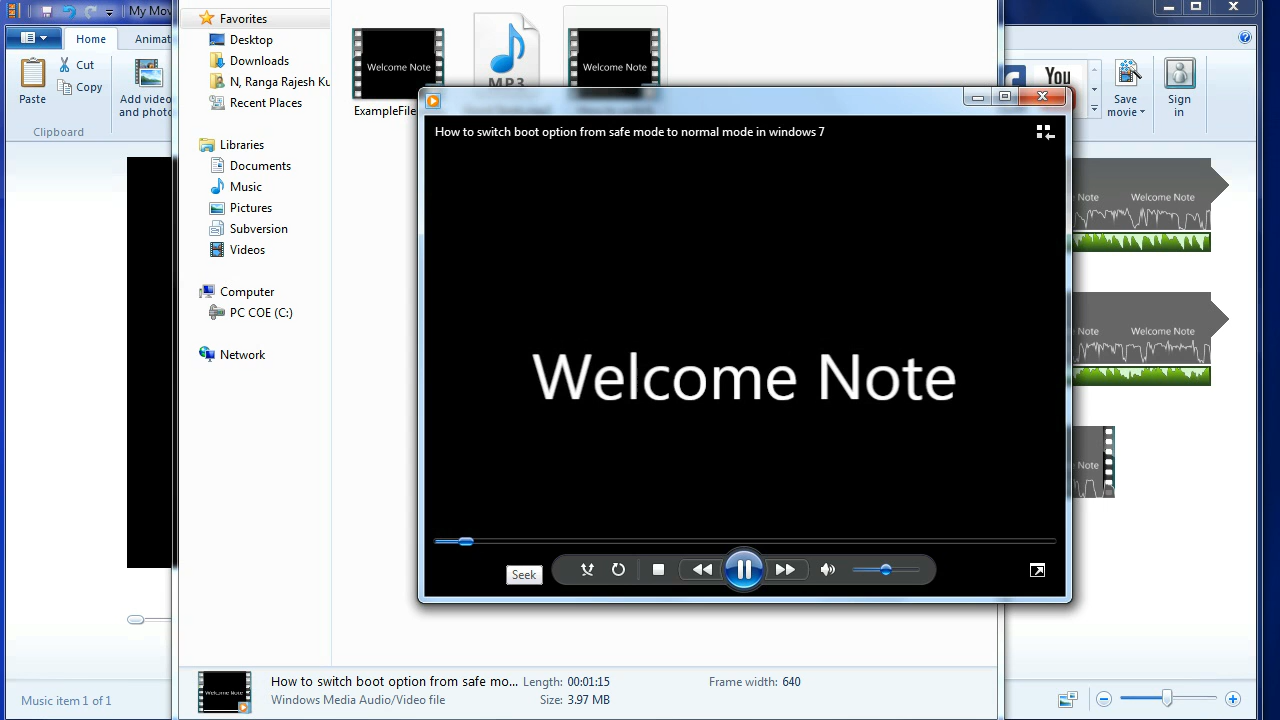 My Mov
Home
Animat
Paste
Cut
Copy
Add video
and photo
Clipboard
Favorites
Desktop
Downloads
N, Ranga Rajesh Ku
Recent Places
Libraries
Documents
Music
Pictures
Subversion
Videos
Computer
PC COE (C:)
Network
Welcome Note
MP3
Welcome Note
ExampleFile
How to switch boot option from safe mode to normal mode in windows 7
Welcome Note
Seek
You
Save
movie
Sign
in
e Note
Welcome Note
e Note
Welcome Note
e Note
Welcome Note
How to switch boot option from safe mo...
Length: 00:01:15
Frame width: 640
Windows Media Audio/Video file
Size: 3.97 MB
Music item 1 of 1